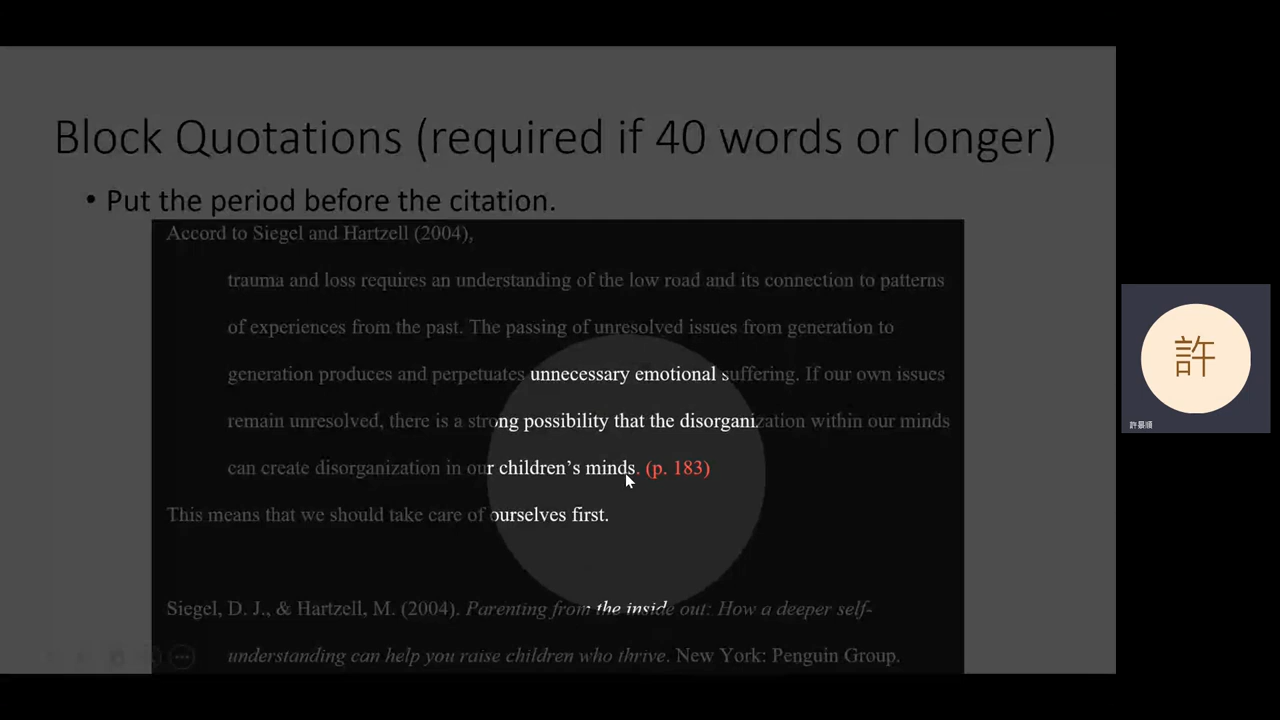 Block Quotations (required if 40 words or longer)
• Put the period before the citation.
Accord to Siegel and Hartzell (2004),
trauma and loss requires an understanding of the low road and its connection to patterns
of experiences from the past. The passing of unresolved issues from generation to
generation produces and perpetuates unnecessary emotional suffering. If our own issues
remain unresolved, there is a strong possibility that the disorganization within our minds
can create disorganization in our children’s minds. (p. 183)
This means that we should take care of ourselves first.
Siegel, D. J., & Hartzell, M. (2004). Parenting from the inside out: How a deeper self-
understanding can help you raise children who thrive. New York: Penguin Group.
許
許景順